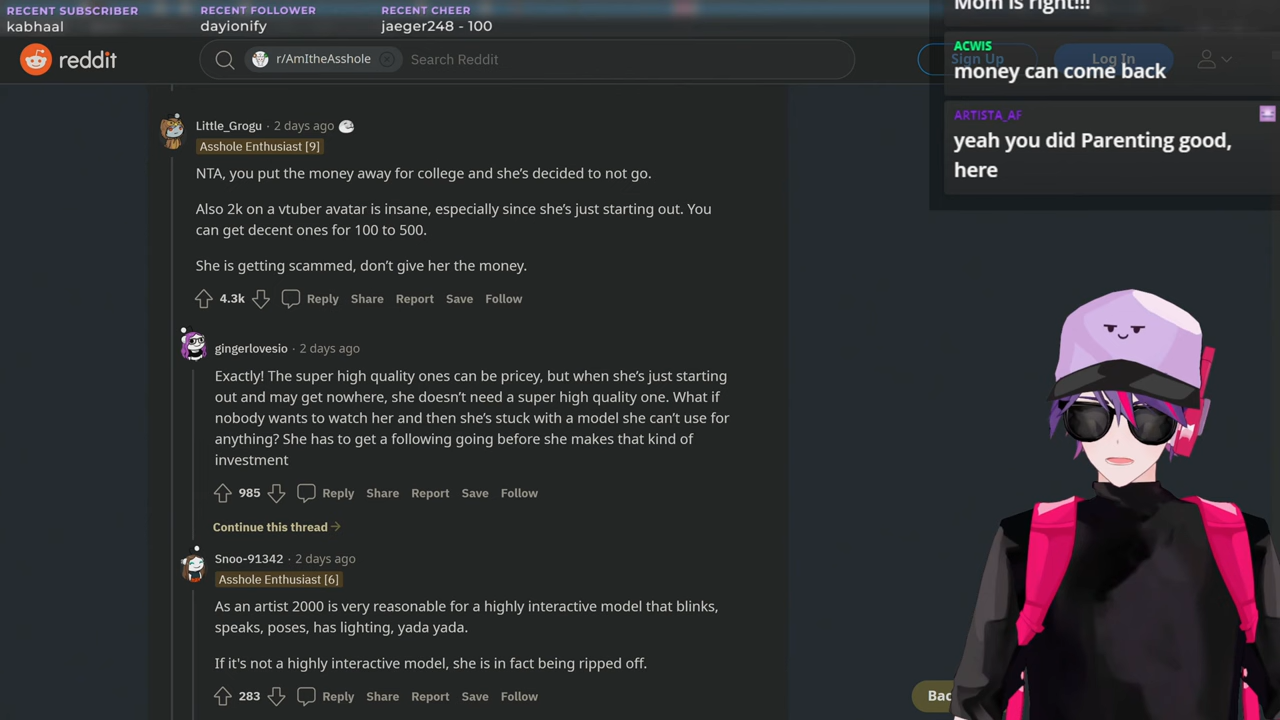 RECENT SUBSCRIBER
kabhaal
RECENT FOLLOWER
dayionify
RECENT CHEER
jaeger248 - 100
Mom is right!!!
reddit
r/AmItheAsshole
Search Reddit
Sign Up
Log In
ACWIS
money can come back
ARTISTA_AF
yeah you did Parenting good,
here
Little_Grogu · 2 days ago
Asshole Enthusiast [9]
NTA, you put the money away for college and she’s decided to not go.
Also 2k on a vtuber avatar is insane, especially since she’s just starting out. You
can get decent ones for 100 to 500.
She is getting scammed, don’t give her the money.
4.3k Reply Share Report Save Follow
gingerlovesio · 2 days ago
Exactly! The super high quality ones can be pricey, but when she’s just starting
out and may get nowhere, she doesn’t need a super high quality one. What if
nobody wants to watch her and then she’s stuck with a model she can’t use for
anything? She has to get a following going before she makes that kind of
investment
985 Reply Share Report Save Follow
Continue this thread
Snoo-91342 · 2 days ago
Asshole Enthusiast [6]
As an artist 2000 is very reasonable for a highly interactive model that blinks,
speaks, poses, has lighting, yada yada.
If it's not a highly interactive model, she is in fact being ripped off.
283 Reply Share Report Save Follow
Bac